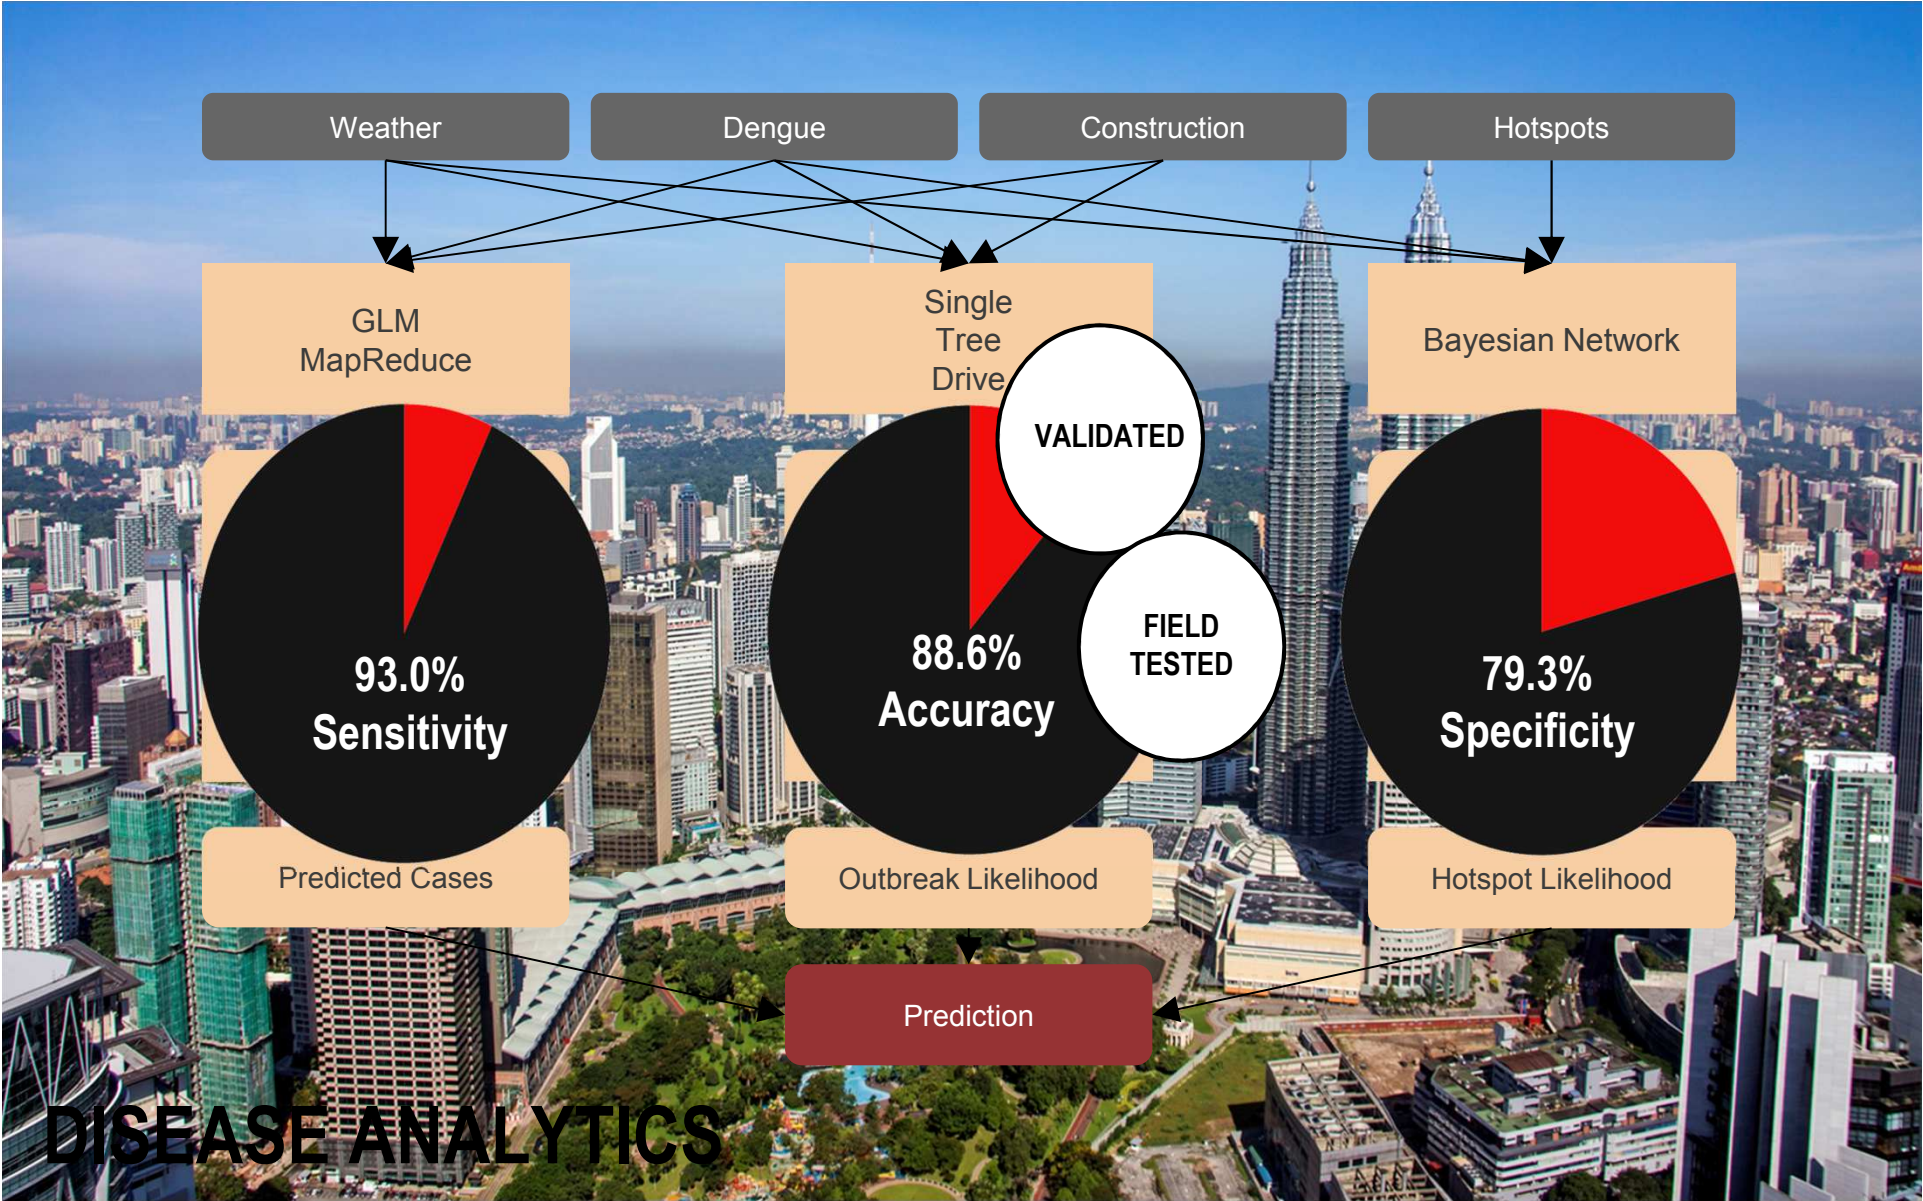 Weather
Dengue
Construction
Hotspots
GLM
MapReduce
Single
Tree
Drive
Bayesian Network
VALIDATED
FIELD
TESTED
93.0%
Sensitivity
88.6%
Accuracy
79.3%
Specificity
Predicted Cases
Outbreak Likelihood
Hotspot Likelihood
Prediction
DISEASE ANALYTICS